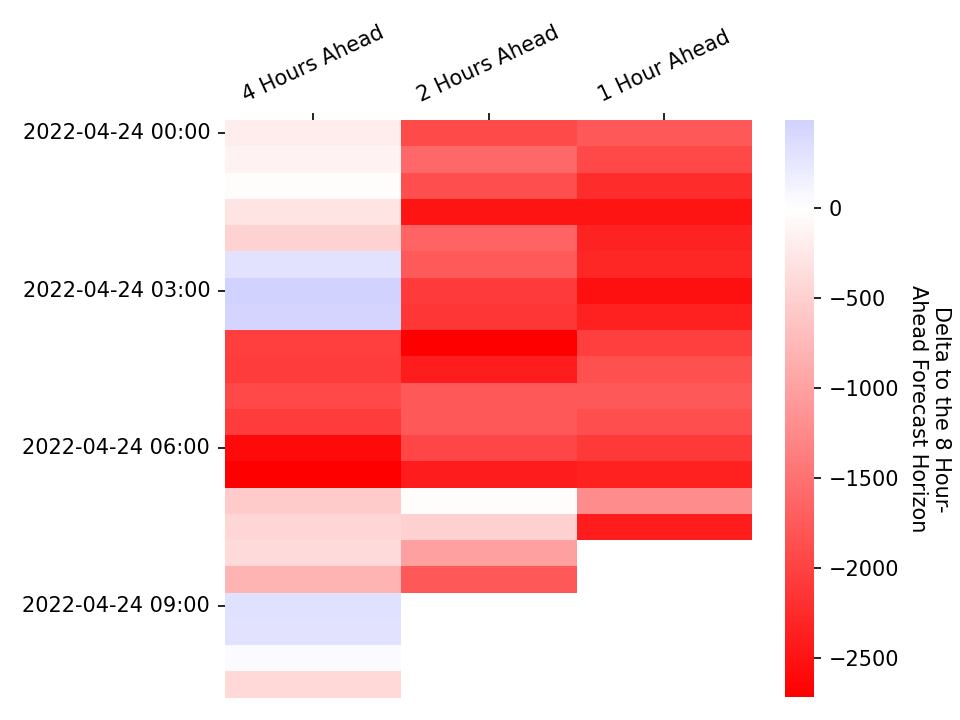 4 Hours Ahead
2 Hours Ahead
1 Hour Ahead
2022-04-24 00:00
2022-04-24 03:00
2022-04-24 06:00
2022-04-24 09:00
0
−500
−1000
−1500
−2000
−2500
Delta to the 8 Hour-
Ahead Forecast Horizon